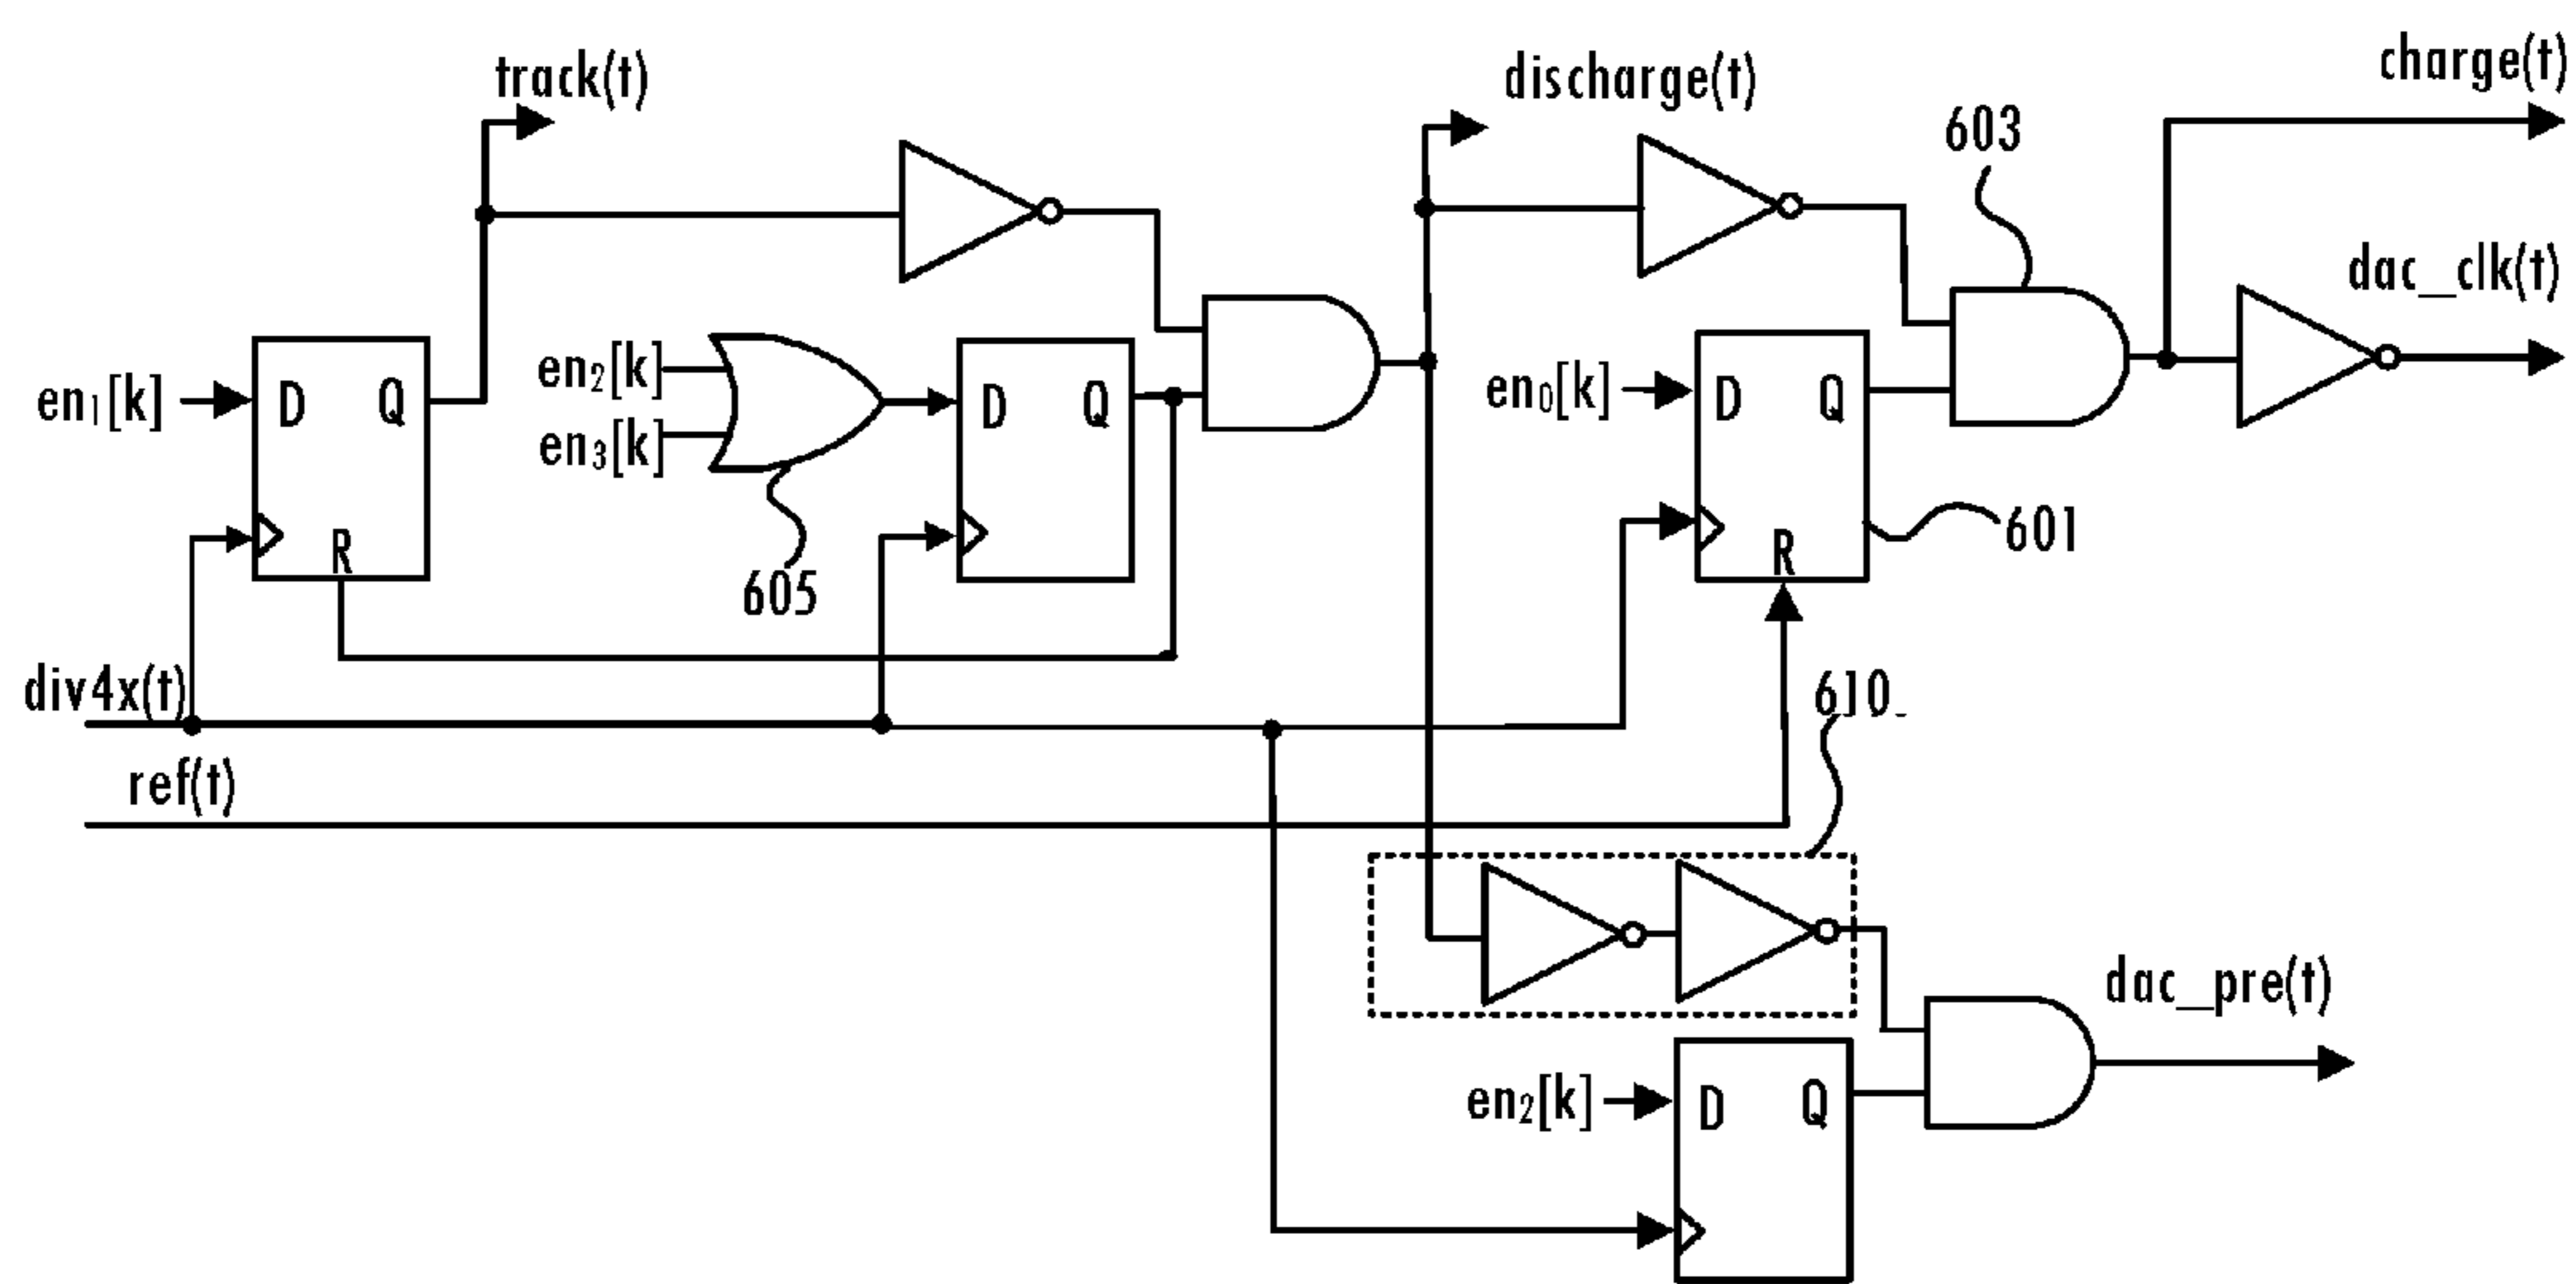 track(t)
discharge(t)
charge(t)
603
dac_clk(t)
en₁[k]
D
Q
R
en₂[k]
en₃[k]
605
D
Q
en₀[k]
D
Q
R
601
div4x(t)
ref(t)
610
dac_pre(t)
en₂[k]
D
Q